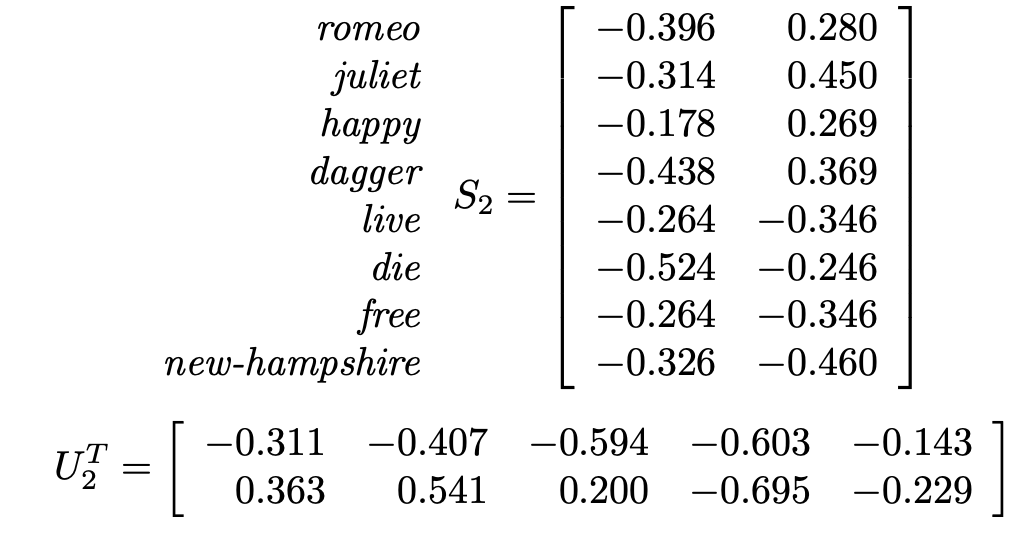 romeo −0.396 0.280
juliet −0.314 0.450
happy −0.178 0.269
dagger −0.438 0.369
S₂ =
live −0.264 −0.346
die −0.524 −0.246
free −0.264 −0.346
new-hampshire −0.326 −0.460
U₂ᵀ =
−0.311 −0.407 −0.594 −0.603 −0.143
0.363 0.541 0.200 −0.695 −0.229